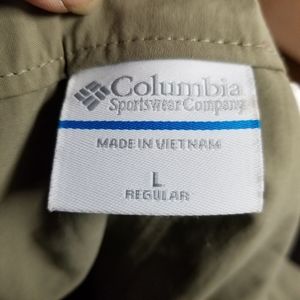 Columbia
Sportswear Company
MADE IN VIETNAM
L
REGULAR